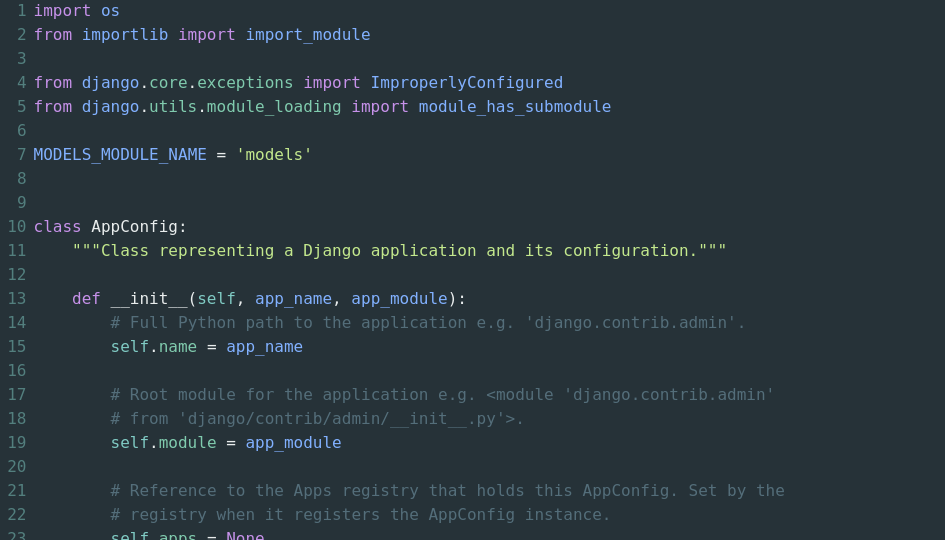 1 import os
2 from importlib import import_module
3
4 from django.core.exceptions import ImproperlyConfigured
5 from django.utils.module_loading import module_has_submodule
6
7 MODELS_MODULE_NAME = 'models'
8
9
10 class AppConfig:
11     """Class representing a Django application and its configuration."""
12
13     def __init__(self, app_name, app_module):
14         # Full Python path to the application e.g. 'django.contrib.admin'.
15         self.name = app_name
16
17         # Root module for the application e.g. <module 'django.contrib.admin'
18         # from 'django/contrib/admin/__init__.py'>.
19         self.module = app_module
20
21         # Reference to the Apps registry that holds this AppConfig. Set by the
22         # registry when it registers the AppConfig instance.
23         self.apps = None